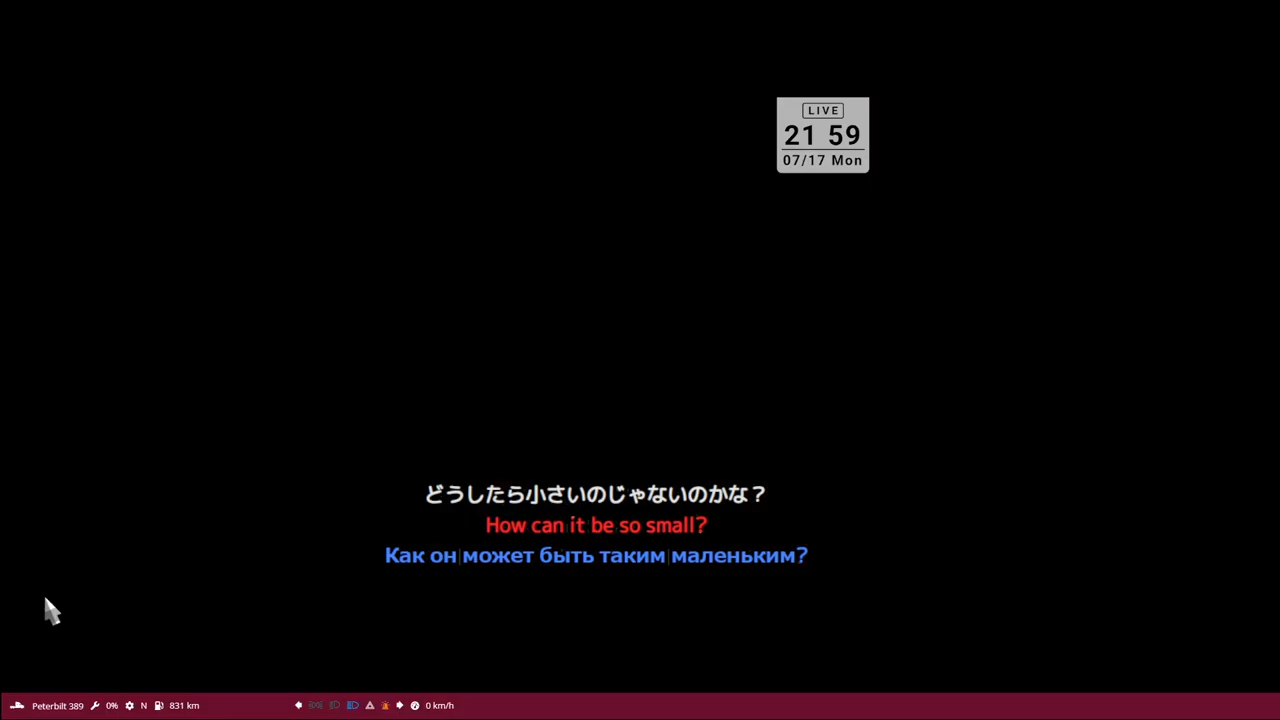 LIVE
21 59
07/17 Mon
どうしたら小さいのじゃないのかな？
How can it be so small?
Как он может быть таким маленьким?
Peterbilt 389 0% N 831 km 0 km/h